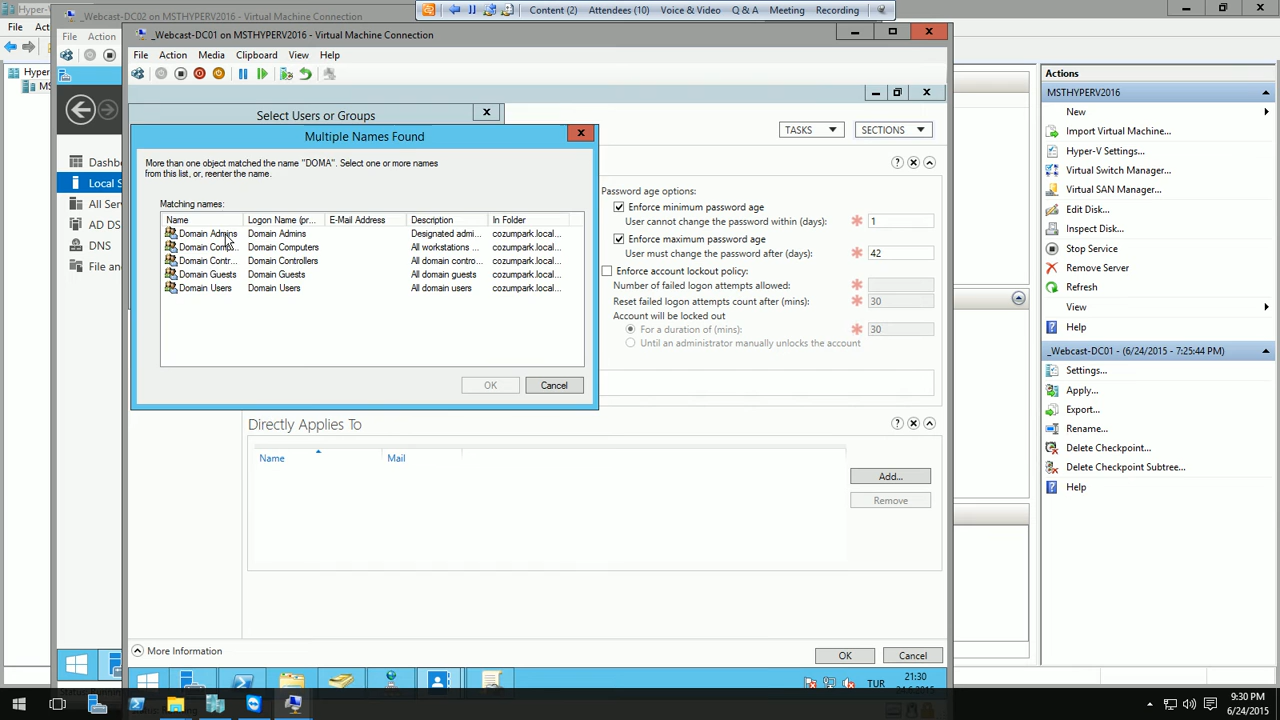 _Webcast-DC02 on MSTHYPERV2016 - Virtual Machine Connection
Content (2)
Attendees (10)
Voice & Video
Q & A
Meeting
Recording
File
Action
File
Action
_Webcast-DC01 on MSTHYPERV2016 - Virtual Machine Connection
File
Action
Media
Clipboard
View
Help
Hyper
MS
Dashbo
Local S
All Serv
AD DS
DNS
File and
Select Users or Groups
Multiple Names Found
More than one object matched the name "DOMA". Select one or more names
from this list, or, reenter the name.
Matching names:
Name
Logon Name (pr...
E-Mail Address
Description
In Folder
Domain Admins
Domain Admins
Designated admi...
cozumpark.local...
Domain Comp...
Domain Computers
All workstations ...
cozumpark.local...
Domain Contr...
Domain Controllers
All domain contro...
cozumpark.local...
Domain Guests
Domain Guests
All domain guests
cozumpark.local...
Domain Users
Domain Users
All domain users
cozumpark.local...
OK
Cancel
TASKS
SECTIONS
Password age options:
Enforce minimum password age
User cannot change the password within (days):
1
Enforce maximum password age
User must change the password after (days):
42
Enforce account lockout policy:
Number of failed logon attempts allowed:
Reset failed logon attempts count after (mins):
30
Account will be locked out
For a duration of (mins):
30
Until an administrator manually unlocks the account
Directly Applies To
Name
Mail
Add...
Remove
More Information
OK
Cancel
TUR
21:30
Actions
MSTHYPERV2016
New
Import Virtual Machine...
Hyper-V Settings...
Virtual Switch Manager...
Virtual SAN Manager...
Edit Disk...
Inspect Disk...
Stop Service
Remove Server
Refresh
View
Help
_Webcast-DC01 - (6/24/2015 - 7:25:44 PM)
Settings...
Apply...
Export...
Rename...
Delete Checkpoint...
Delete Checkpoint Subtree...
Help
9:30 PM
6/24/2015